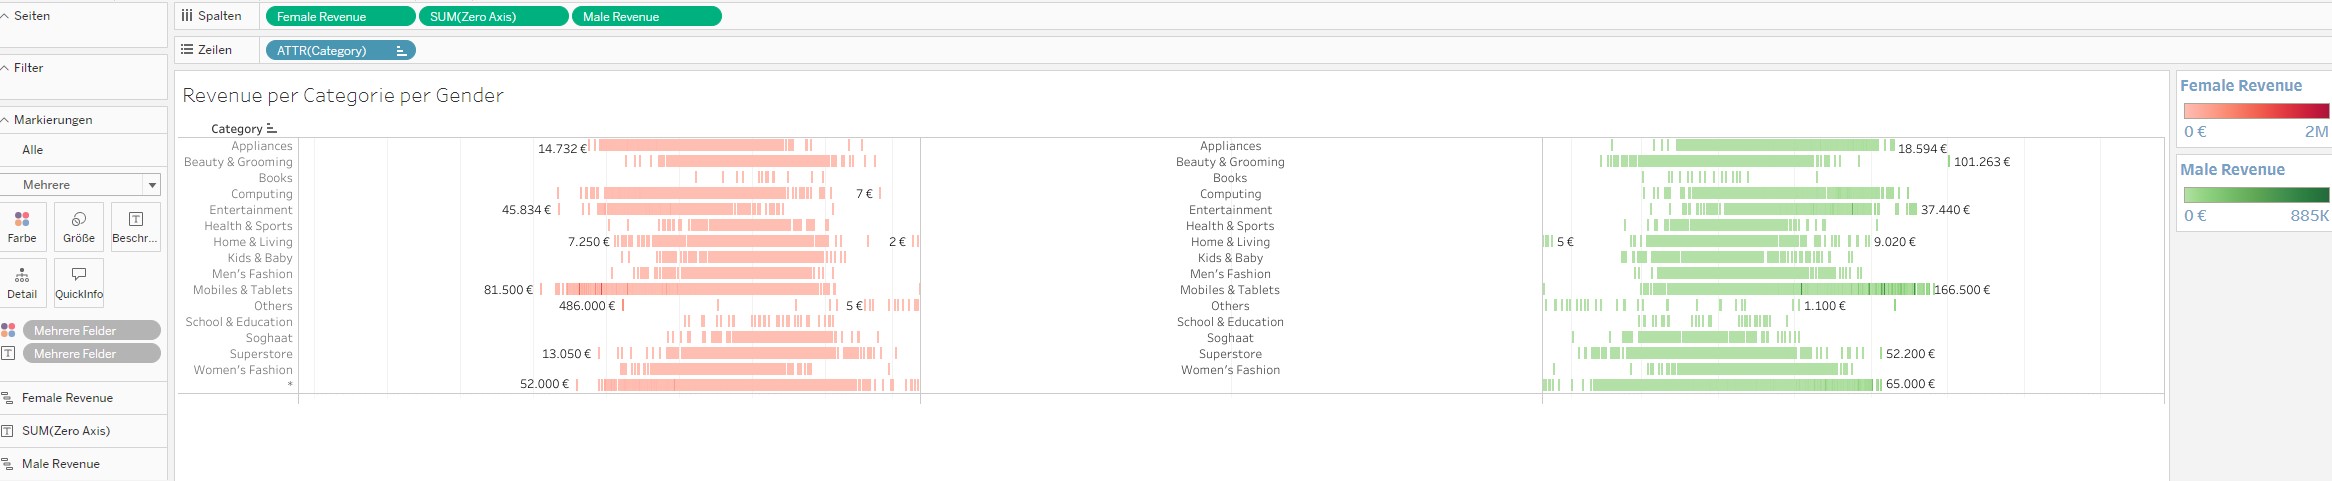 Seiten
Spalten
Female Revenue
SUM(Zero Axis)
Male Revenue
Zeilen
ATTR(Category)
Filter
Markierungen
Alle
Mehrere
Farbe
Größe
Beschr...
Detail
QuickInfo
Mehrere Felder
Mehrere Felder
Female Revenue
SUM(Zero Axis)
Male Revenue
Revenue per Categorie per Gender
Category
Appliances 14.732 € Appliances 18.594 €
Beauty & Grooming Beauty & Grooming 101.263 €
Books Books
Computing 7 € Computing
Entertainment 45.834 € Entertainment 37.440 €
Health & Sports Health & Sports
Home & Living 7.250 € 2 € Home & Living 5 € 9.020 €
Kids & Baby Kids & Baby
Men's Fashion Men's Fashion
Mobiles & Tablets 81.500 € Mobiles & Tablets 166.500 €
Others 486.000 € 5 € Others 1.100 €
School & Education School & Education
Soghaat Soghaat
Superstore 13.050 € Superstore 52.200 €
Women's Fashion Women's Fashion
* 52.000 € 65.000 €
Female Revenue
0 € 2M
Male Revenue
0 € 885K